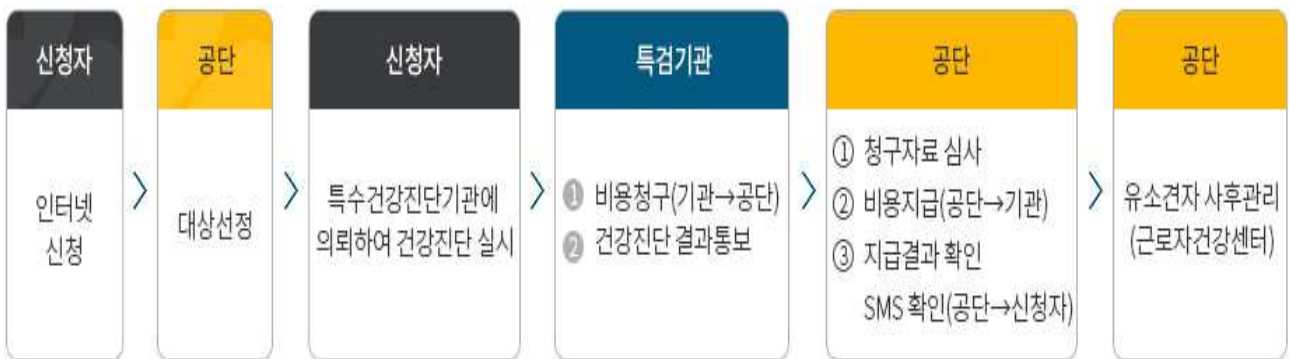 신청자
인터넷
신청
공단
대상선정
신청자
특수건강진단기관에
의뢰하여 건강진단 실시
특검기관
① 비용청구(기관→공단)
② 건강진단 결과통보
공단
① 청구자료 심사
② 비용지급(공단→기관)
③ 지급결과 확인
SMS 확인(공단→신청자)
공단
유소견자 사후관리
(근로자건강센터)